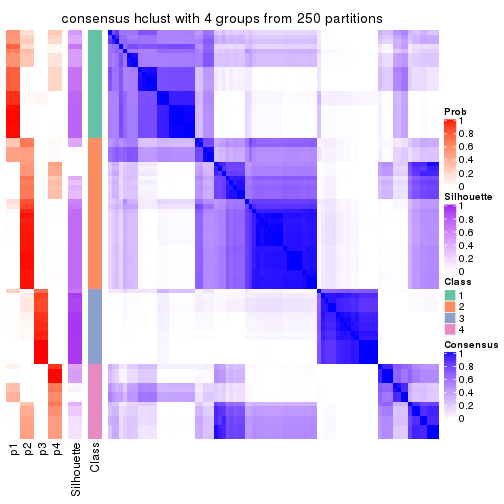 consensus hclust with 4 groups from 250 partitions
Prob
1
0.8
0.6
0.4
0.2
0
Silhouette
1
0.8
0.6
0.4
0.2
0
Class
1
2
3
4
Consensus
1
0.8
0.6
0.4
0.2
0
p1
p2
p3
p4
Silhouette
Class